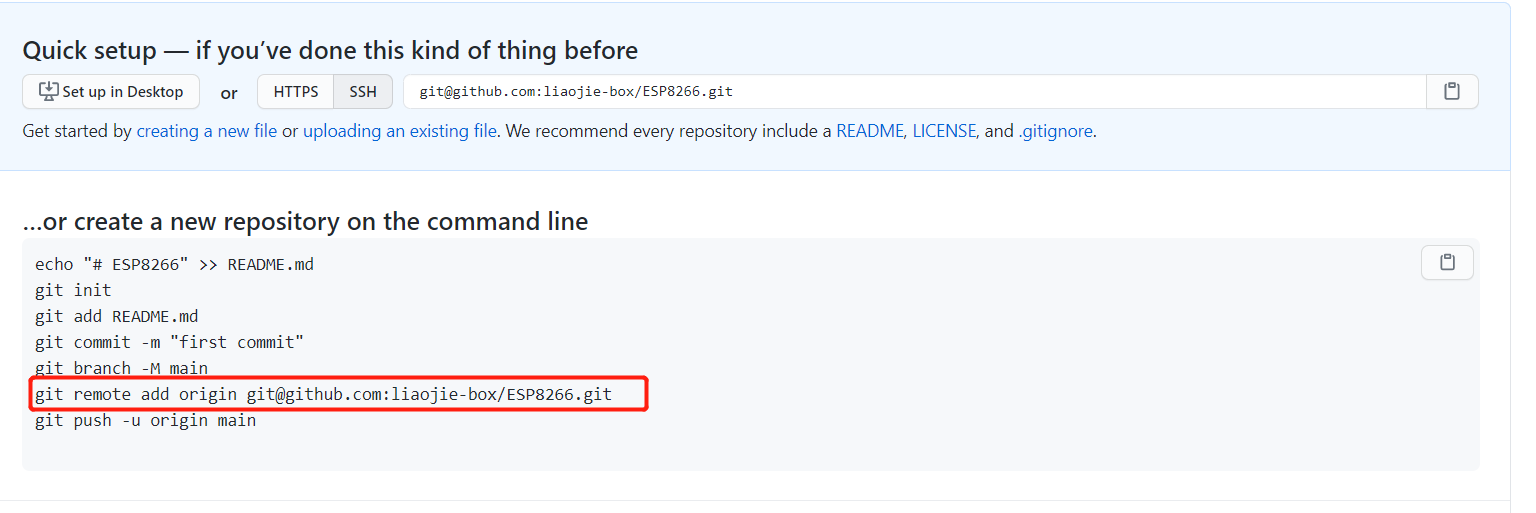 Quick setup — if you’ve done this kind of thing before
Set up in Desktop or HTTPS SSH git@github.com:liaojie-box/ESP8266.git
Get started by creating a new file or uploading an existing file. We recommend every repository include a README, LICENSE, and .gitignore.
…or create a new repository on the command line
echo "# ESP8266" >> README.md
git init
git add README.md
git commit -m "first commit"
git branch -M main
git remote add origin git@github.com:liaojie-box/ESP8266.git
git push -u origin main